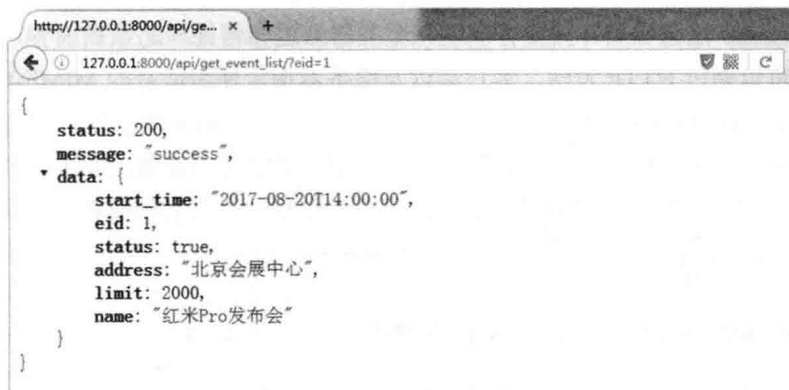 http://127.0.0.1:8000/api/ge... × +
127.0.0.1:8000/api/get_event_list/?eid=1
{
status: 200,
message: "success",
data: {
start_time: "2017-08-20T14:00:00",
eid: 1,
status: true,
address: "北京会展中心",
limit: 2000,
name: "红米Pro发布会"
}
}